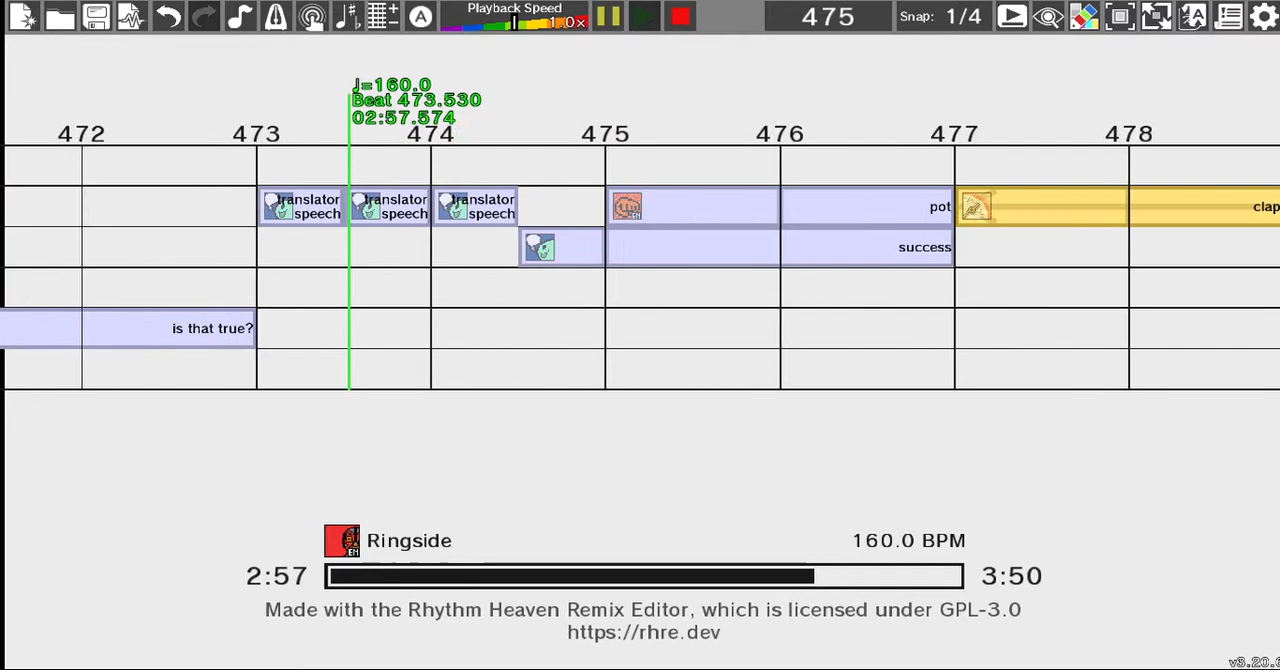 Playback Speed
1.0x
475
Snap: 1/4
♩=160.0
Beat 473.530
02:57.574
472 473 474 475 476 477 478
translator speech translator speech translator speech pot clap
success
is that true?
EN
Ringside 160.0 BPM
2:57 3:50
Made with the Rhythm Heaven Remix Editor, which is licensed under GPL-3.0
https://rhre.dev